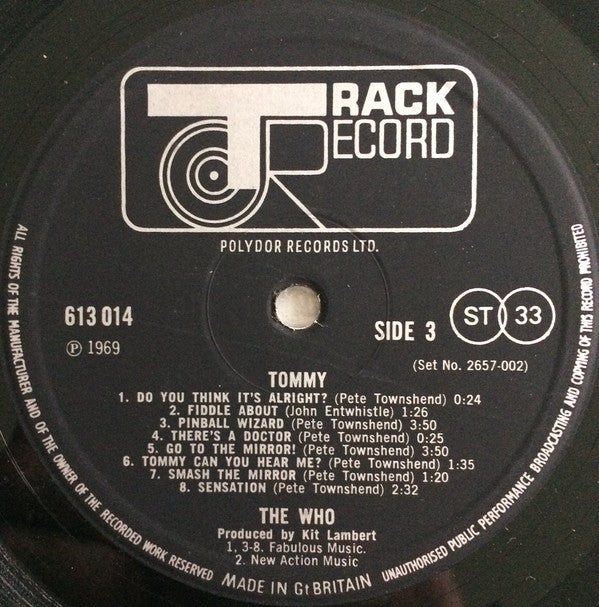 TRACK
RECORD
POLYDOR RECORDS LTD.
613 014
℗ 1969
SIDE 3
ST 33
(Set No. 2657-002)
TOMMY
1. DO YOU THINK IT'S ALRIGHT? (Pete Townshend) 0:24
2. FIDDLE ABOUT (John Entwhistle) 1:26
3. PINBALL WIZARD (Pete Townshend) 3:50
4. THERE'S A DOCTOR (Pete Townshend) 0:25
5. GO TO THE MIRROR! (Pete Townshend) 3:50
6. TOMMY CAN YOU HEAR ME? (Pete Townshend) 1:35
7. SMASH THE MIRROR (Pete Townshend) 1:20
8. SENSATION (Pete Townshend) 2:32
THE WHO
Produced by Kit Lambert
1, 3-8. Fabulous Music.
2. New Action Music.
ALL RIGHTS OF THE MANUFACTURER AND OF THE OWNER OF THE RECORDED WORK RESERVED
MADE IN Gt BRITAIN
UNAUTHORISED PUBLIC PERFORMANCE BROADCASTING AND COPYING OF THIS RECORD PROHIBITED